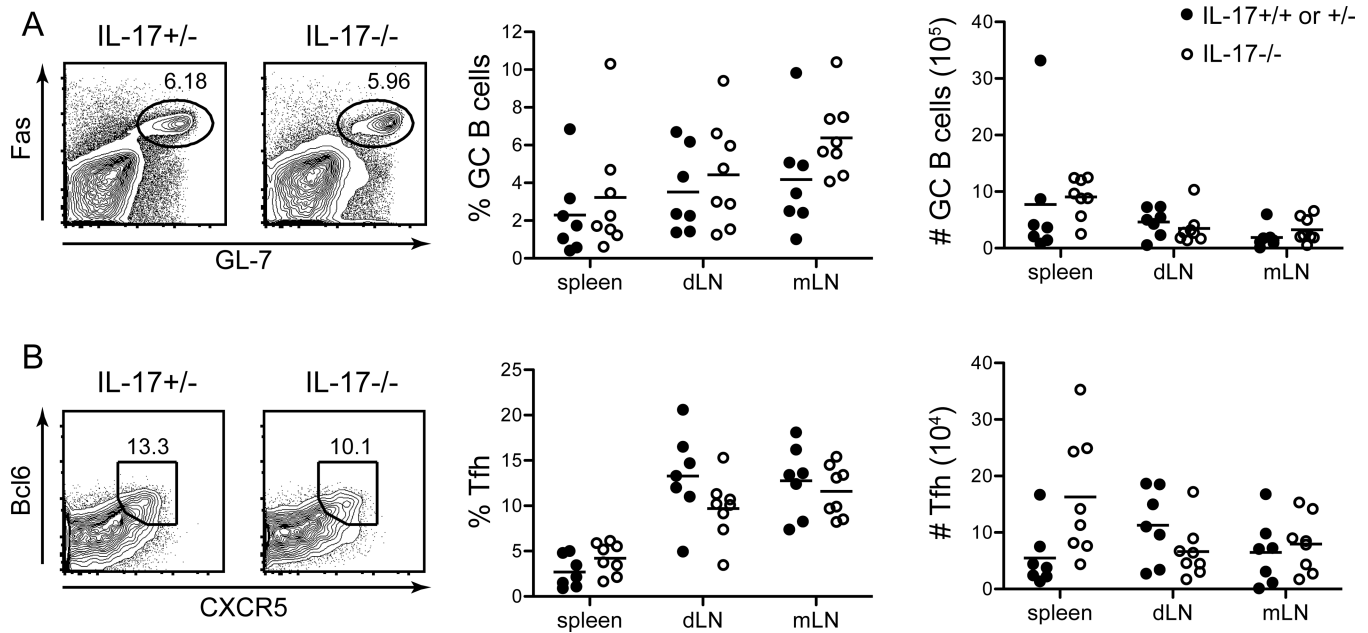 A
IL-17+/-
IL-17-/-
6.18
5.96
Fas
GL-7
% GC B cells
12
10
8
6
4
2
0
spleen
dLN
mLN
# GC B cells (10⁵)
40
30
20
10
0
spleen
dLN
mLN
IL-17+/+ or +/-
IL-17-/-
B
IL-17+/-
IL-17-/-
13.3
10.1
Bcl6
CXCR5
% Tfh
25
20
15
10
5
0
spleen
dLN
mLN
# Tfh (10⁴)
40
30
20
10
0
spleen
dLN
mLN